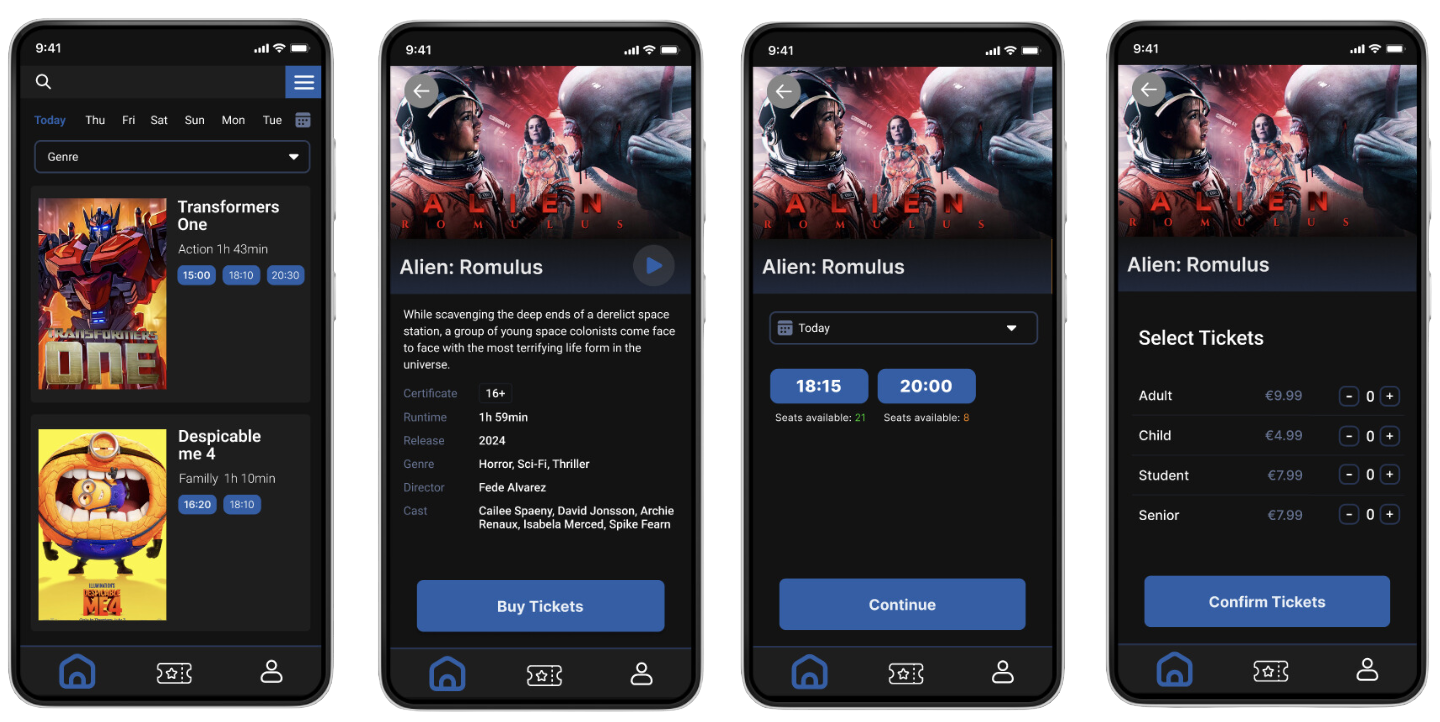 9:41
Today Thu Fri Sat Sun Mon Tue
Genre
Transformers
One
Action 1h 43min
15:00 18:10 20:30
TRANSFORMERS
ONE
Despicable
me 4
Familly 1h 10min
16:20 18:10
DESPICABLE
ME4
9:41
ALIEN
ROMULUS
Alien: Romulus
While scavenging the deep ends of a derelict space
station, a group of young space colonists come face
to face with the most terrifying life form in the
universe.
Certificate 16+
Runtime 1h 59min
Release 2024
Genre Horror, Sci-Fi, Thriller
Director Fede Alvarez
Cast Cailee Spaeny, David Jonsson, Archie
Renaux, Isabela Merced, Spike Fearn
Buy Tickets
9:41
ALIEN
ROMULUS
Alien: Romulus
Today
18:15 20:00
Seats available: 21 Seats available: 8
Continue
9:41
ALIEN
ROMULUS
Alien: Romulus
Select Tickets
Adult €9.99 - 0 +
Child €4.99 - 0 +
Student €7.99 - 0 +
Senior €7.99 - 0 +
Confirm Tickets